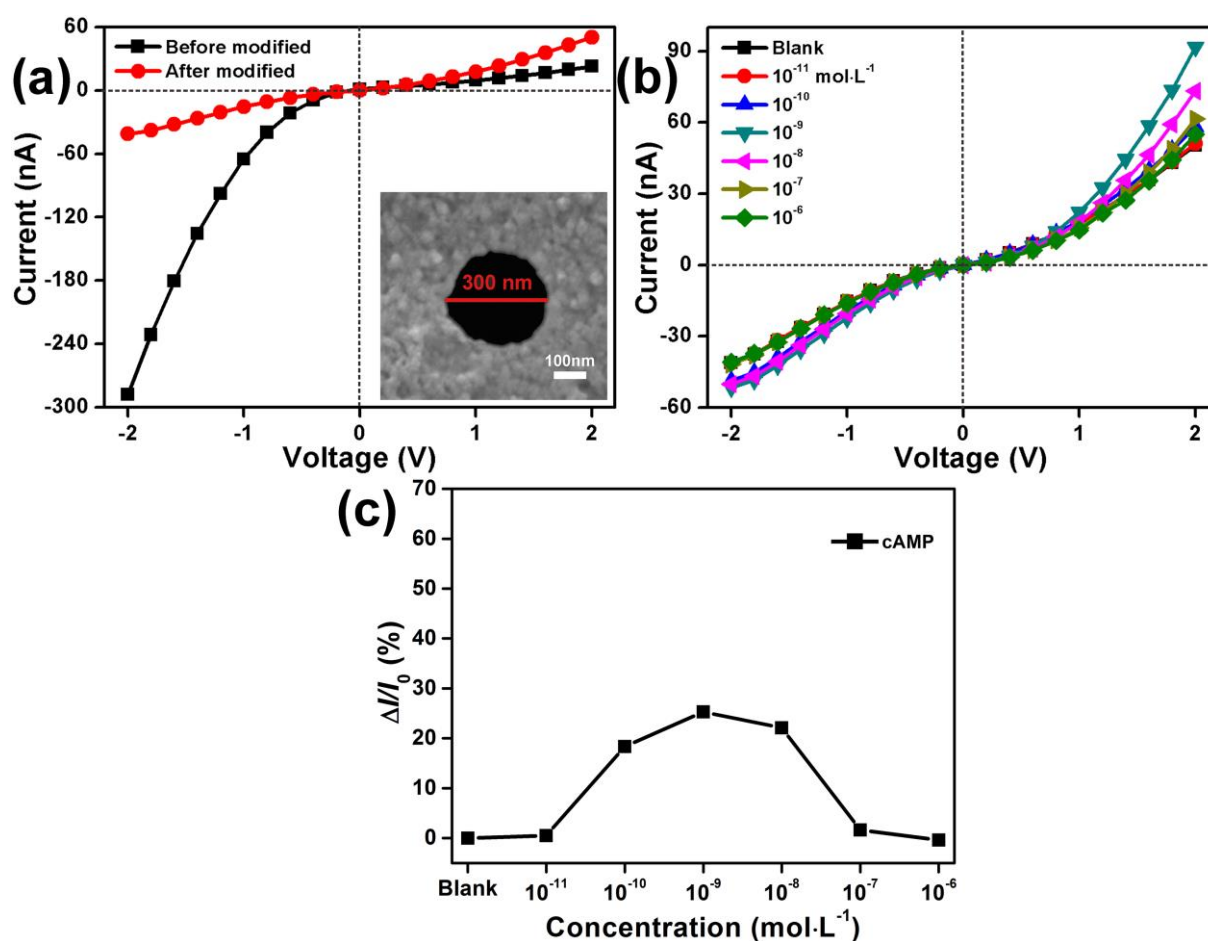 (a)
Before modified
After modified
60
0
-60
-120
-180
-240
-300
Current (nA)
300 nm
100nm
-2
-1
0
1
2
Voltage (V)
(b)
Blank
10⁻¹¹ mol·L⁻¹
10⁻¹⁰
10⁻⁹
10⁻⁸
10⁻⁷
10⁻⁶
90
60
30
0
-30
-60
Current (nA)
-2
-1
0
1
2
Voltage (V)
(c)
cAMP
70
60
50
40
30
20
10
0
ΔI/I₀ (%)
Blank
10⁻¹¹
10⁻¹⁰
10⁻⁹
10⁻⁸
10⁻⁷
10⁻⁶
Concentration (mol·L⁻¹)